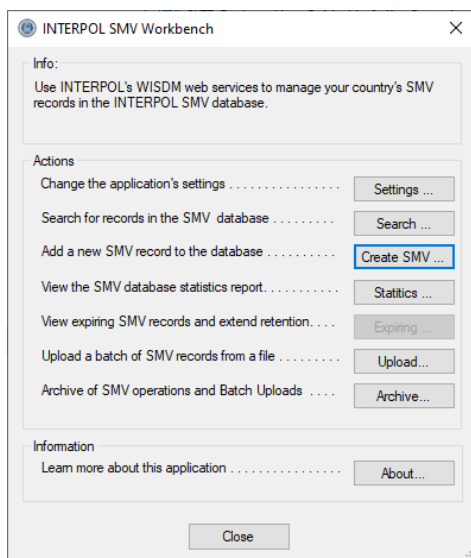 INTERPOL SMV Workbench
Info:
Use INTERPOL's WISDM web services to manage your country's SMV
records in the INTERPOL SMV database.
Actions
Change the application's settings . . . . . . . . . . . . . . . . Settings ...
Search for records in the SMV database . . . . . . . . . Search ...
Add a new SMV record to the database . . . . . . . . . . Create SMV ...
View the SMV database statistics report. . . . . . . . . . . Statitics ...
View expiring SMV records and extend retention. . . . Expiring ...
Upload a batch of SMV records from a file . . . . . . . . Upload...
Archive of SMV operations and Batch Uploads . . . . Archive...
Information
Learn more about this application . . . . . . . . . . . . . . . . About...
Close